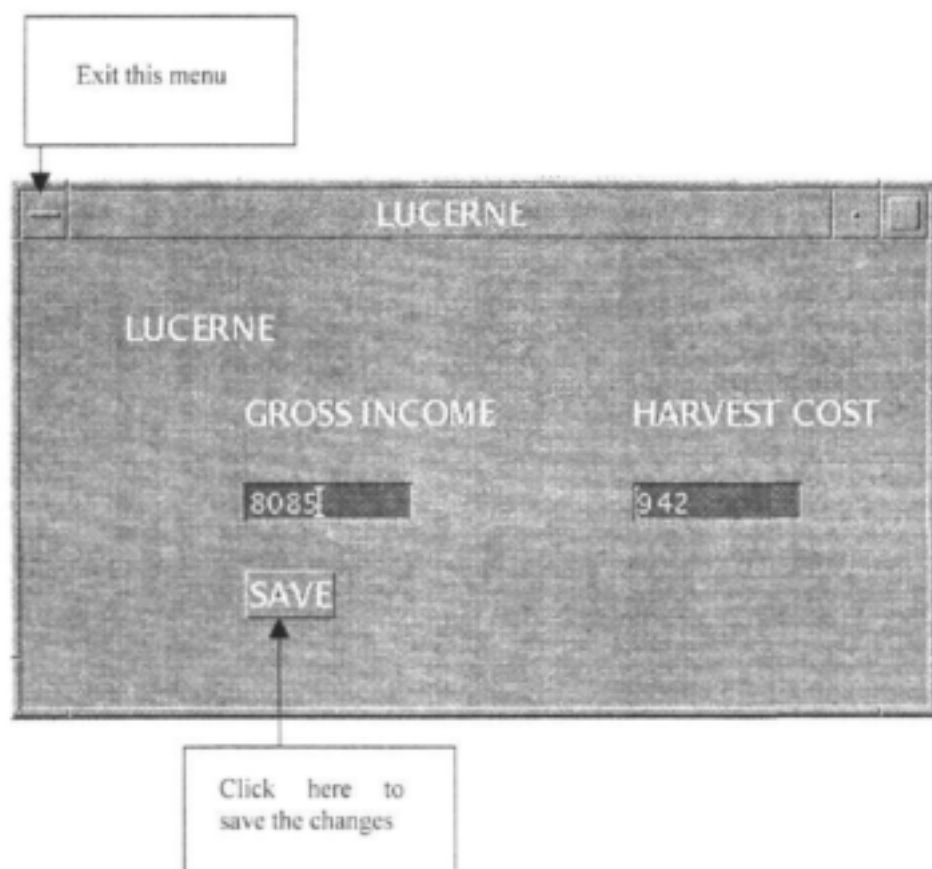 Exit this menu
LUCERNE
LUCERNE
GROSS INCOME HARVEST COST
8085 942
SAVE
Click here to
save the changes